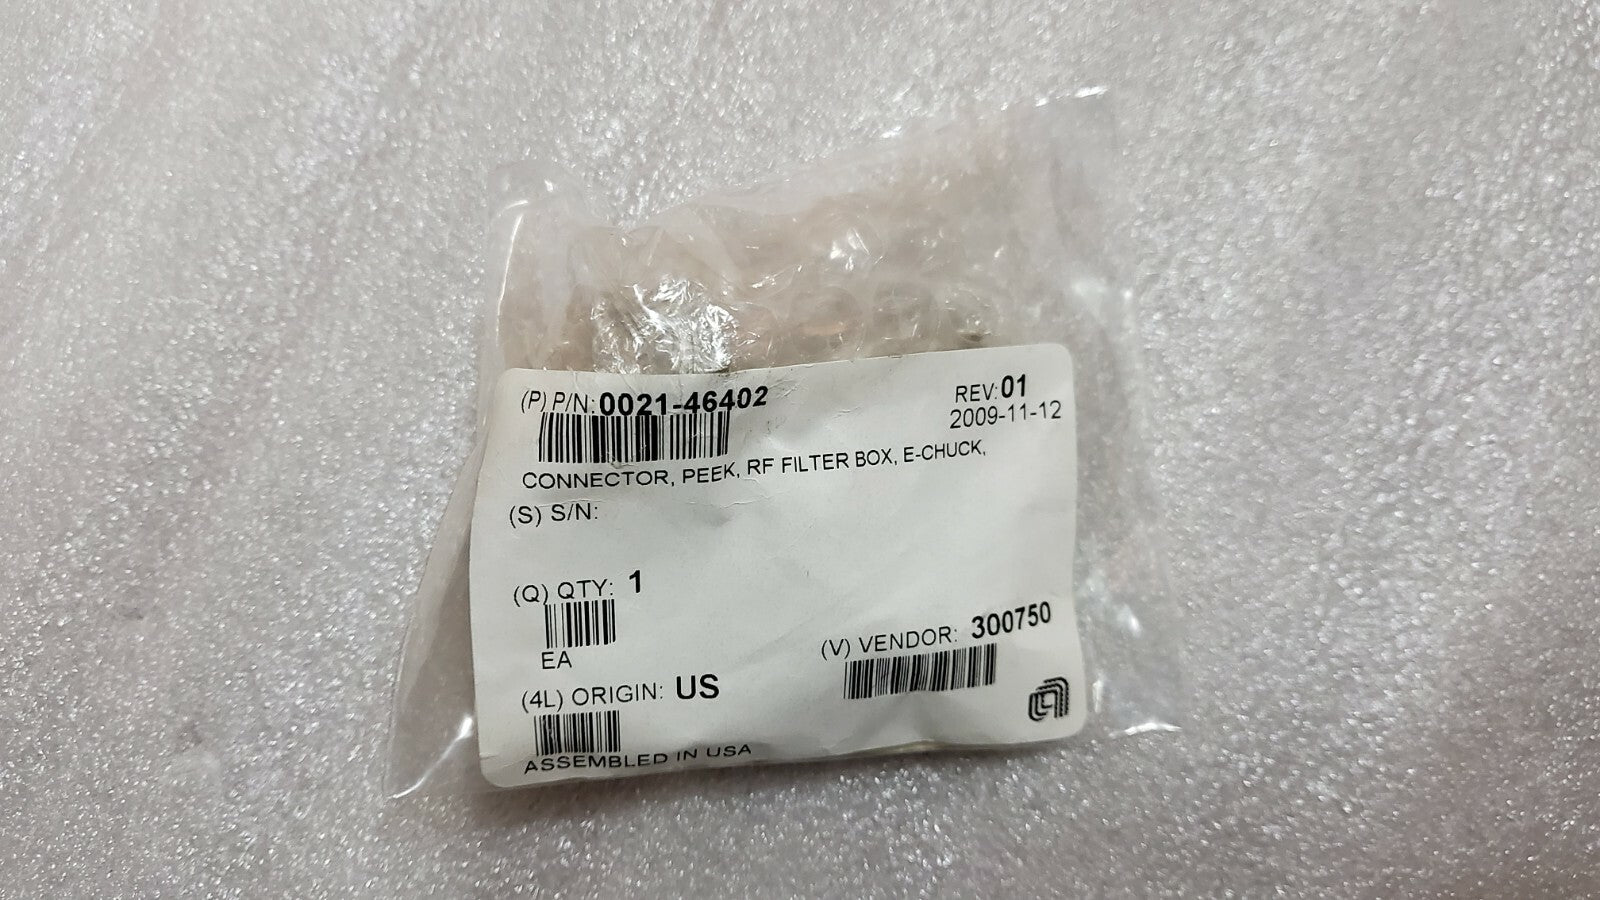 (P) P/N: 0021-46402
REV: 01
2009-11-12
CONNECTOR, PEEK, RF FILTER BOX, E-CHUCK,
(S) S/N:
(Q) QTY: 1
EA
(V) VENDOR: 300750
(4L) ORIGIN: US
ASSEMBLED IN USA